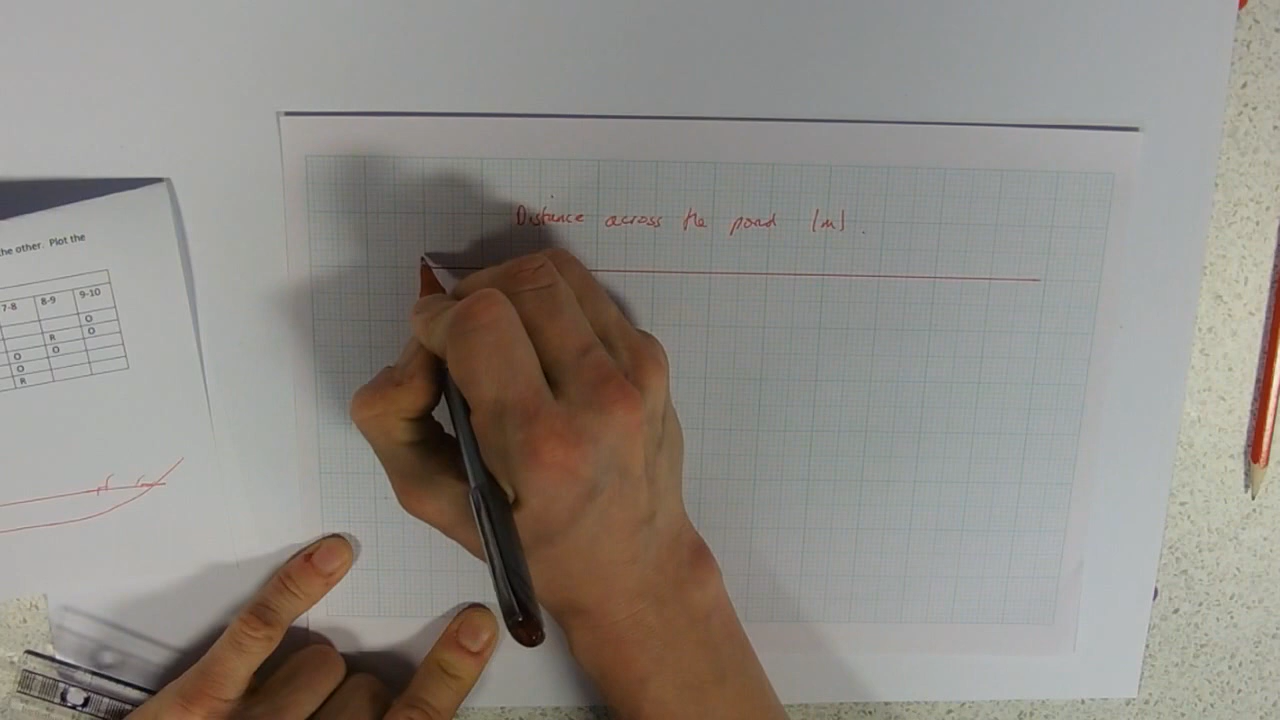 Distance across the pond (m).
the other. Plot the
7-8 8-9 9-10
O
R O
O O
O
R